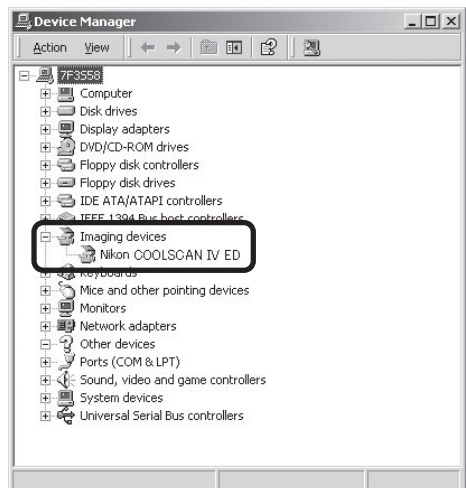 Device Manager
Action View
7F3S58
Computer
Disk drives
Display adapters
DVD/CD-ROM drives
Floppy disk controllers
Floppy disk drives
IDE ATA/ATAPI controllers
IEEE 1394 Bus host controllers
Imaging devices
Nikon COOLSCAN IV ED
Keyboards
Mice and other pointing devices
Monitors
Network adapters
Other devices
Ports (COM & LPT)
Sound, video and game controllers
System devices
Universal Serial Bus controllers